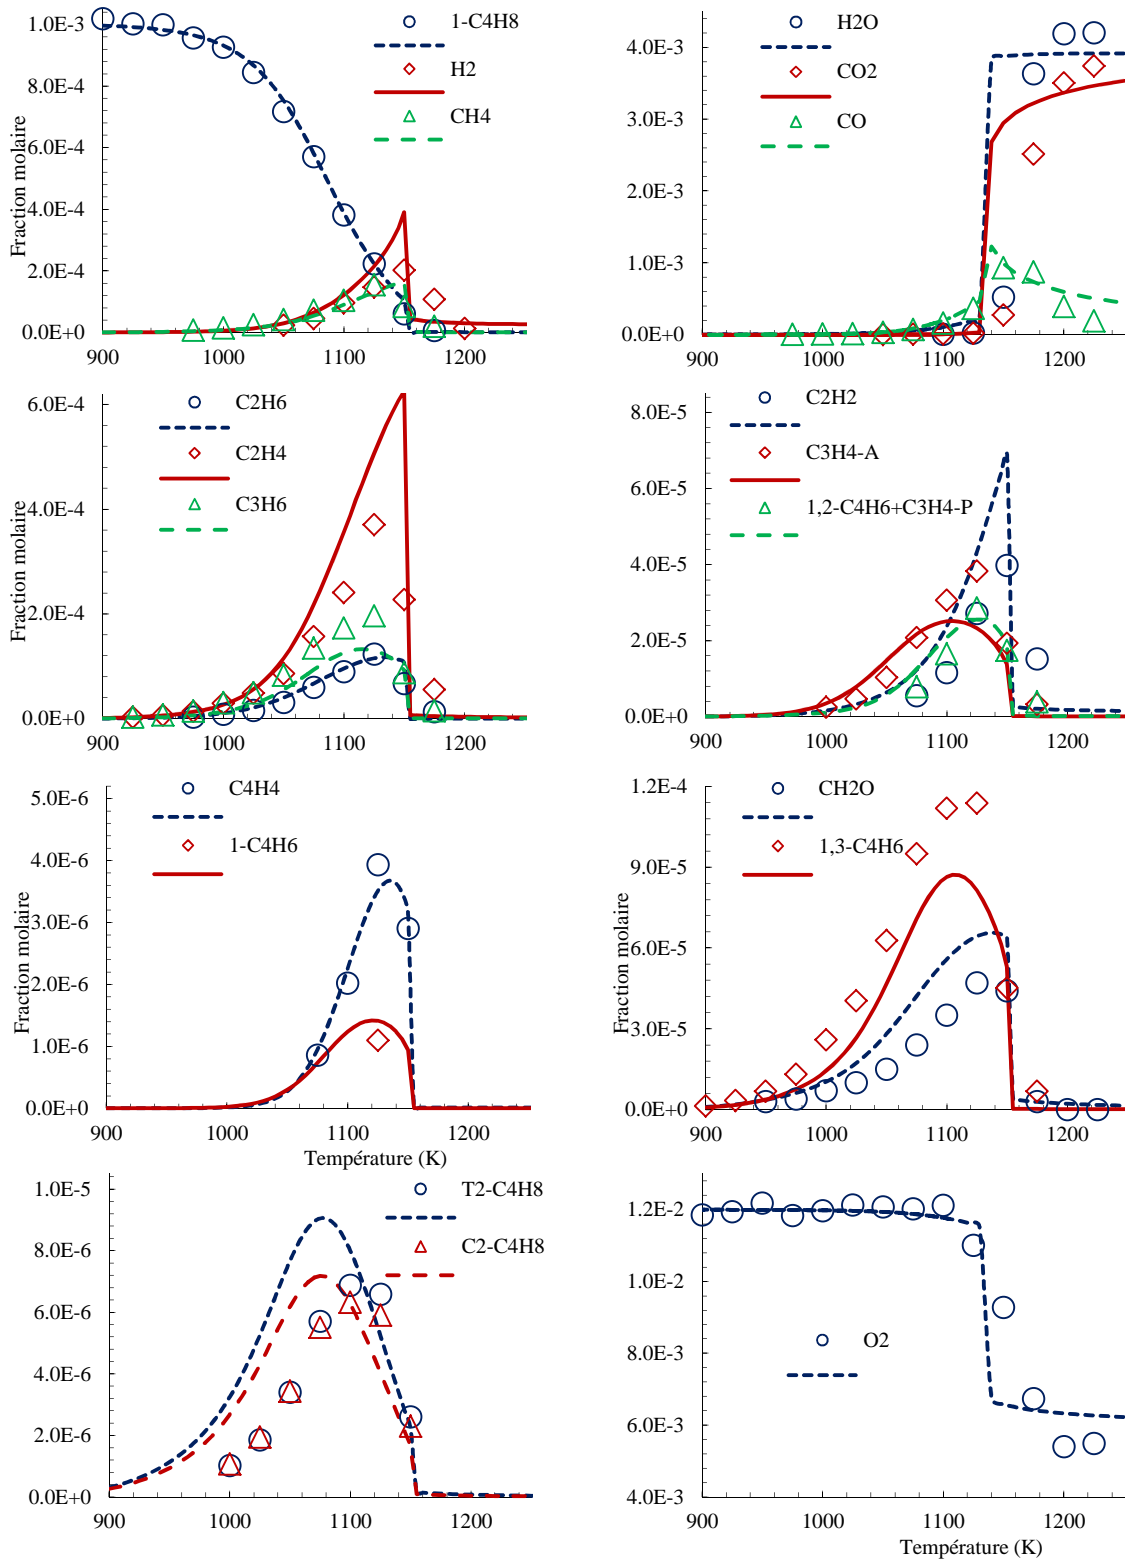 1.0E-3
8.0E-4
6.0E-4
4.0E-4
2.0E-4
0.0E+0
Fraction molaire
1-C4H8
H2
CH4
900 1000 1100 1200
4.0E-3
3.0E-3
2.0E-3
1.0E-3
0.0E+0
Fraction molaire
H2O
CO2
CO
900 1000 1100 1200
6.0E-4
4.0E-4
2.0E-4
0.0E+0
Fraction molaire
C2H6
C2H4
C3H6
900 1000 1100 1200
8.0E-5
6.0E-5
4.0E-5
2.0E-5
0.0E+0
Fraction molaire
C2H2
C3H4-A
1,2-C4H6+C3H4-P
900 1000 1100 1200
5.0E-6
4.0E-6
3.0E-6
2.0E-6
1.0E-6
0.0E+0
Fraction molaire
C4H4
1-C4H6
900 1000 1100 1200
Température (K)
1.2E-4
9.0E-5
6.0E-5
3.0E-5
0.0E+0
Fraction molaire
CH2O
1,3-C4H6
900 1000 1100 1200
1.0E-5
8.0E-6
6.0E-6
4.0E-6
2.0E-6
0.0E+0
T2-C4H8
C2-C4H8
900 1000 1100 1200
1.2E-2
1.0E-2
8.0E-3
6.0E-3
4.0E-3
O2
900 1000 1100 1200
Température (K)